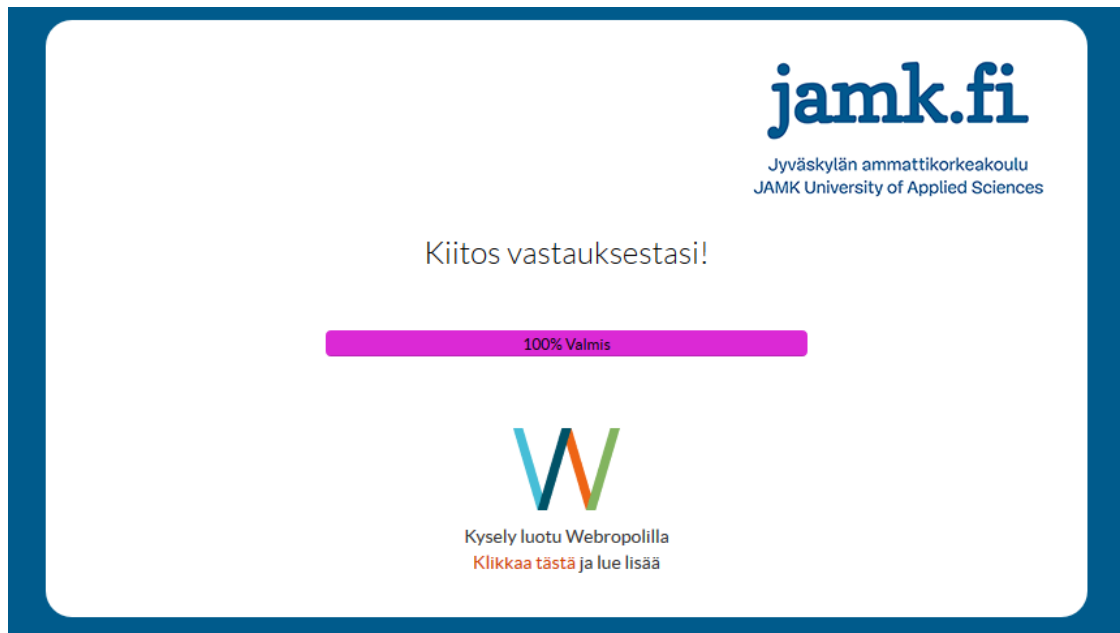 jamk.fi
Jyväskylän ammattikorkeakoulu
JAMK University of Applied Sciences
Kiitos vastauksestasi!
100% Valmis
Kysely luotu Webropolilla
Klikkaa tästä ja lue lisää